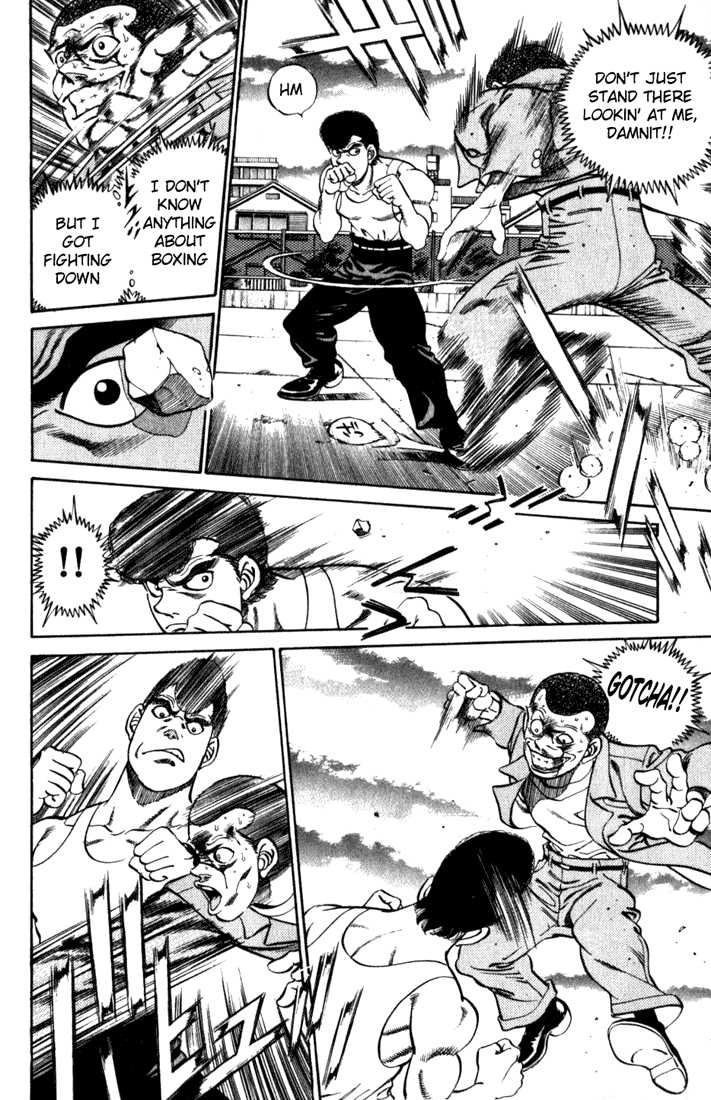 DON'T JUST
STAND THERE
LOOKIN' AT ME,
DAMNIT!!
HM
I DON'T
KNOW
ANYTHING
ABOUT
BOXING
BUT I
GOT
FIGHTING
DOWN
!!
GOTCHA!!